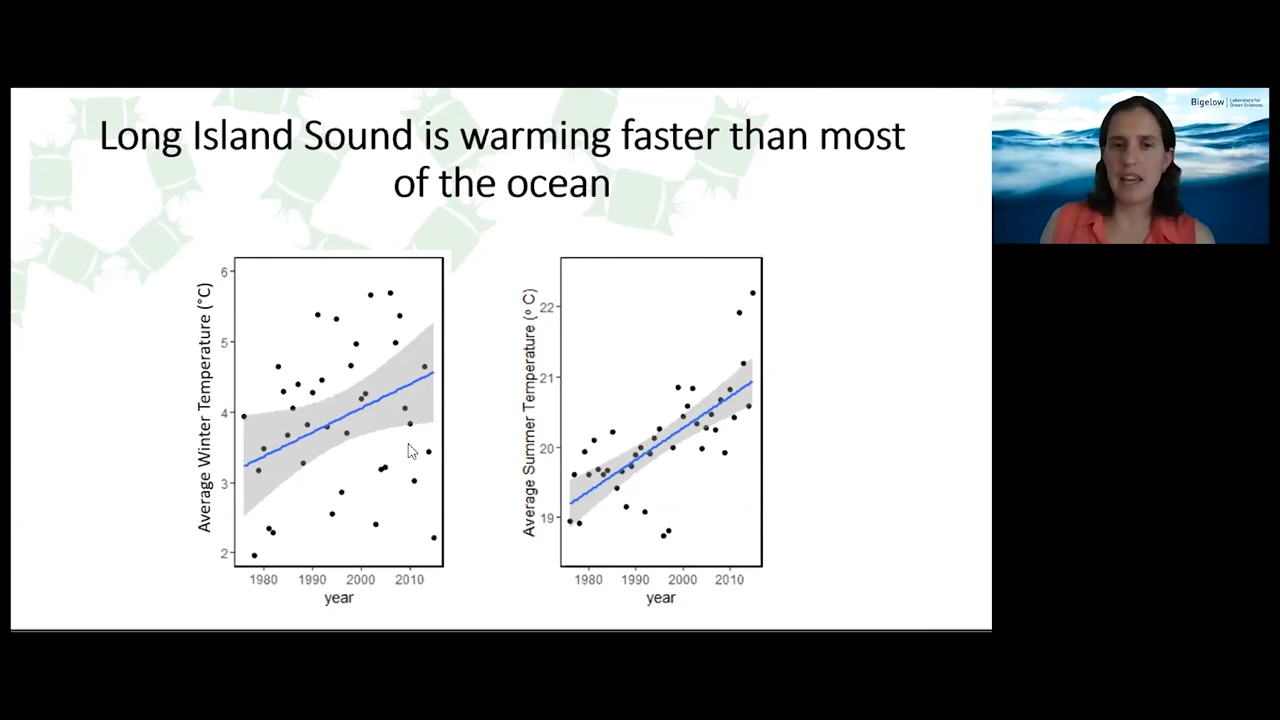 Long Island Sound is warming faster than most
of the ocean
Average Winter Temperature (°C)
6
5
4
3
2
1980 1990 2000 2010
year
Average Summer Temperature (° C)
22
21
20
19
1980 1990 2000 2010
year
Bigelow | Laboratory for
Ocean Sciences